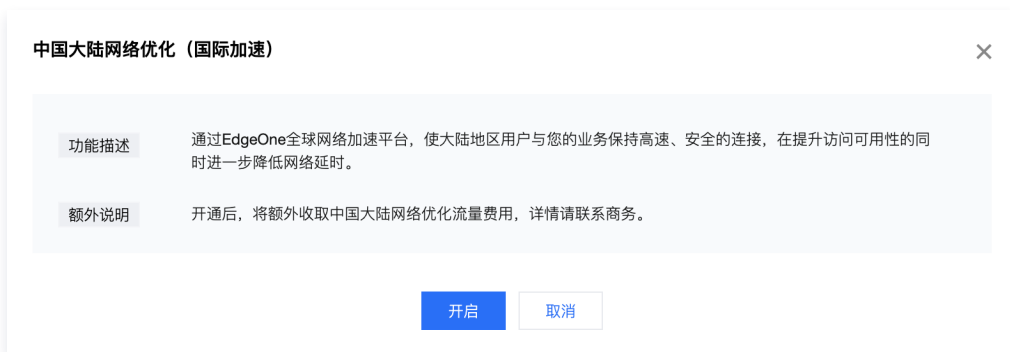 中国大陆网络优化（国际加速）
功能描述
通过EdgeOne全球网络加速平台，使大陆地区用户与您的业务保持高速、安全的连接，在提升访问可用性的同
时进一步降低网络延时。
额外说明
开通后，将额外收取中国大陆网络优化流量费用，详情请联系商务。
开启
取消